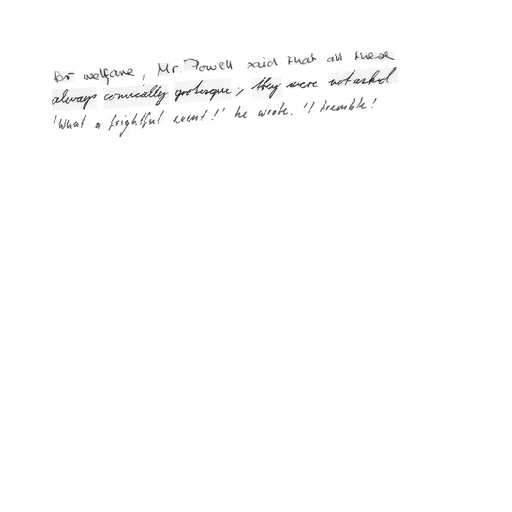 For welfare, Mr. Powell said that all these
always comically grotesque, they were not asked
'What a frightful event!' he wrote. 'I tremble!